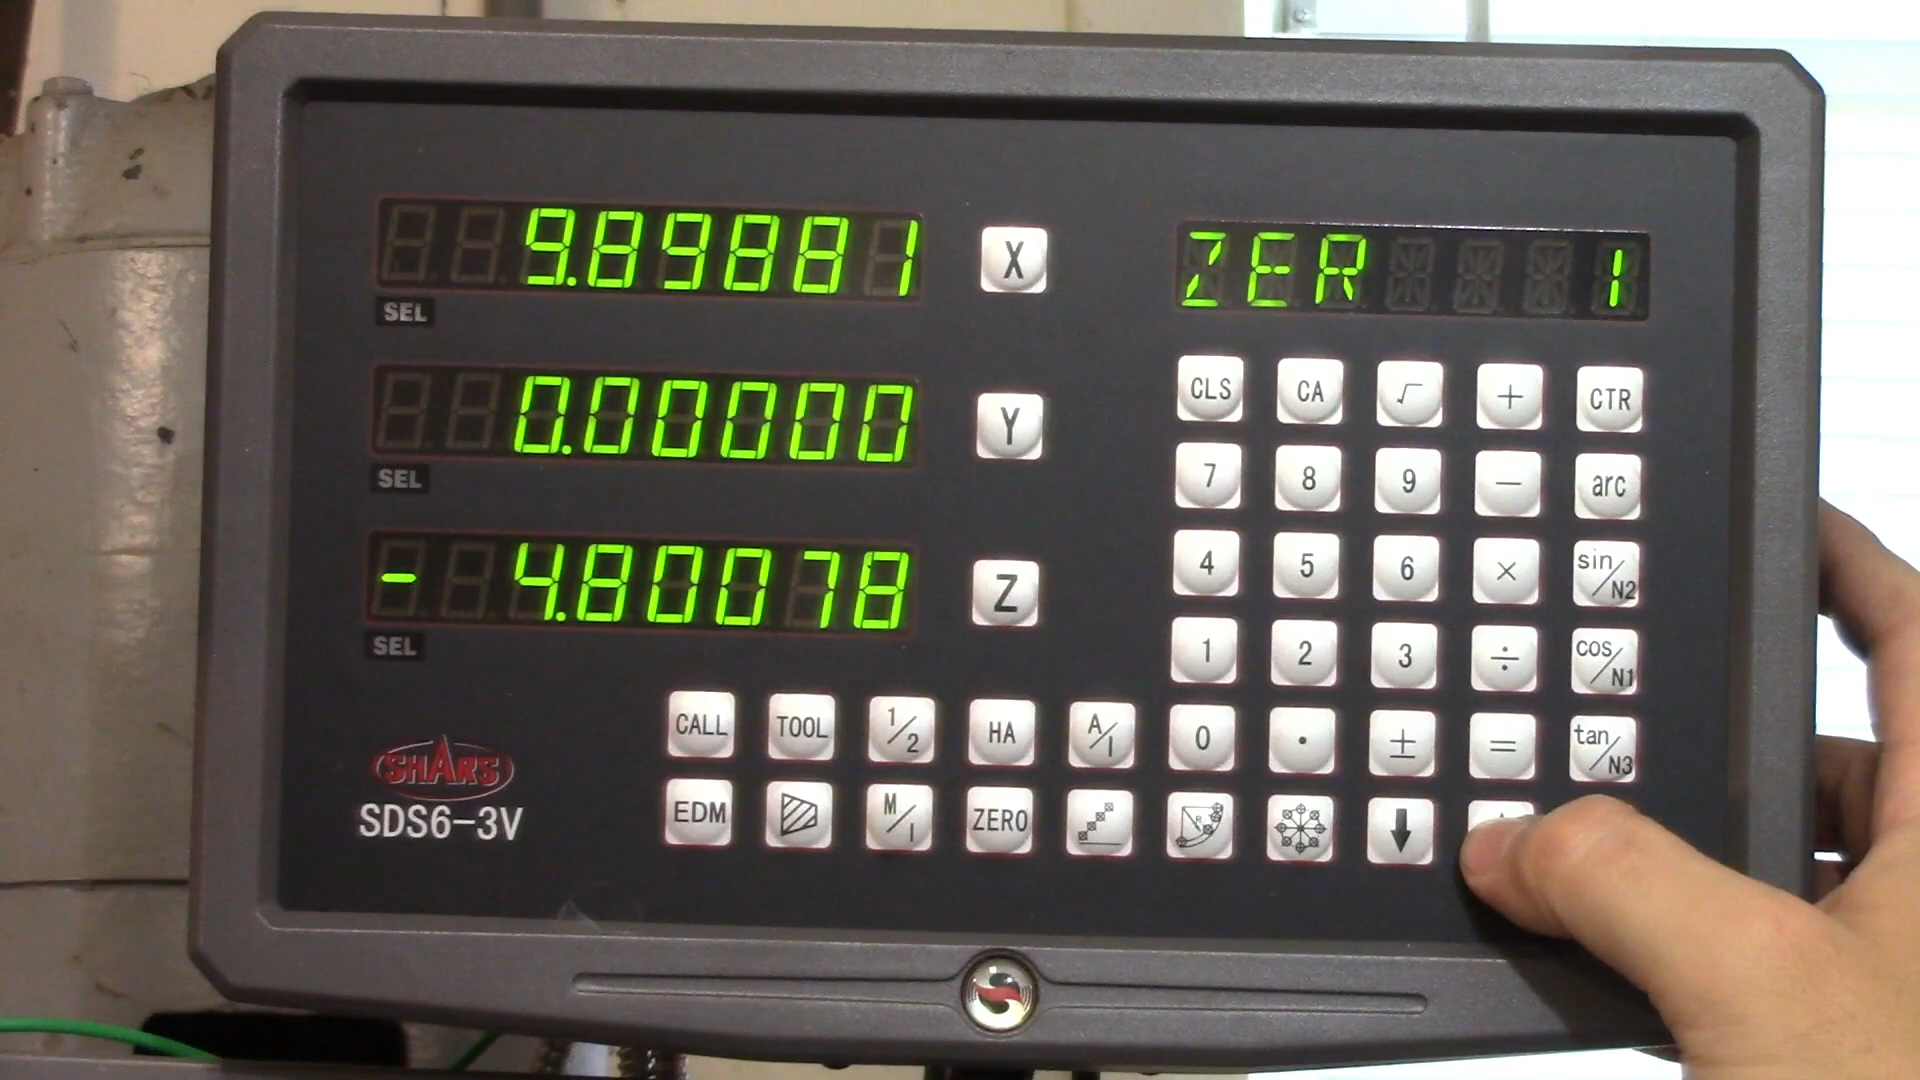 9.89881 X ZER 1
SEL
0.00000 Y
SEL
- 4.80078 Z
SEL
CLS CA √ + CTR
7 8 9 − arc
4 5 6 × sin/N2
1 2 3 ÷ cos/N1
CALL TOOL 1/2 HA A/I 0 . ± = tan/N3
EDM M/I ZERO R ↓
SHARS
SDS6-3V